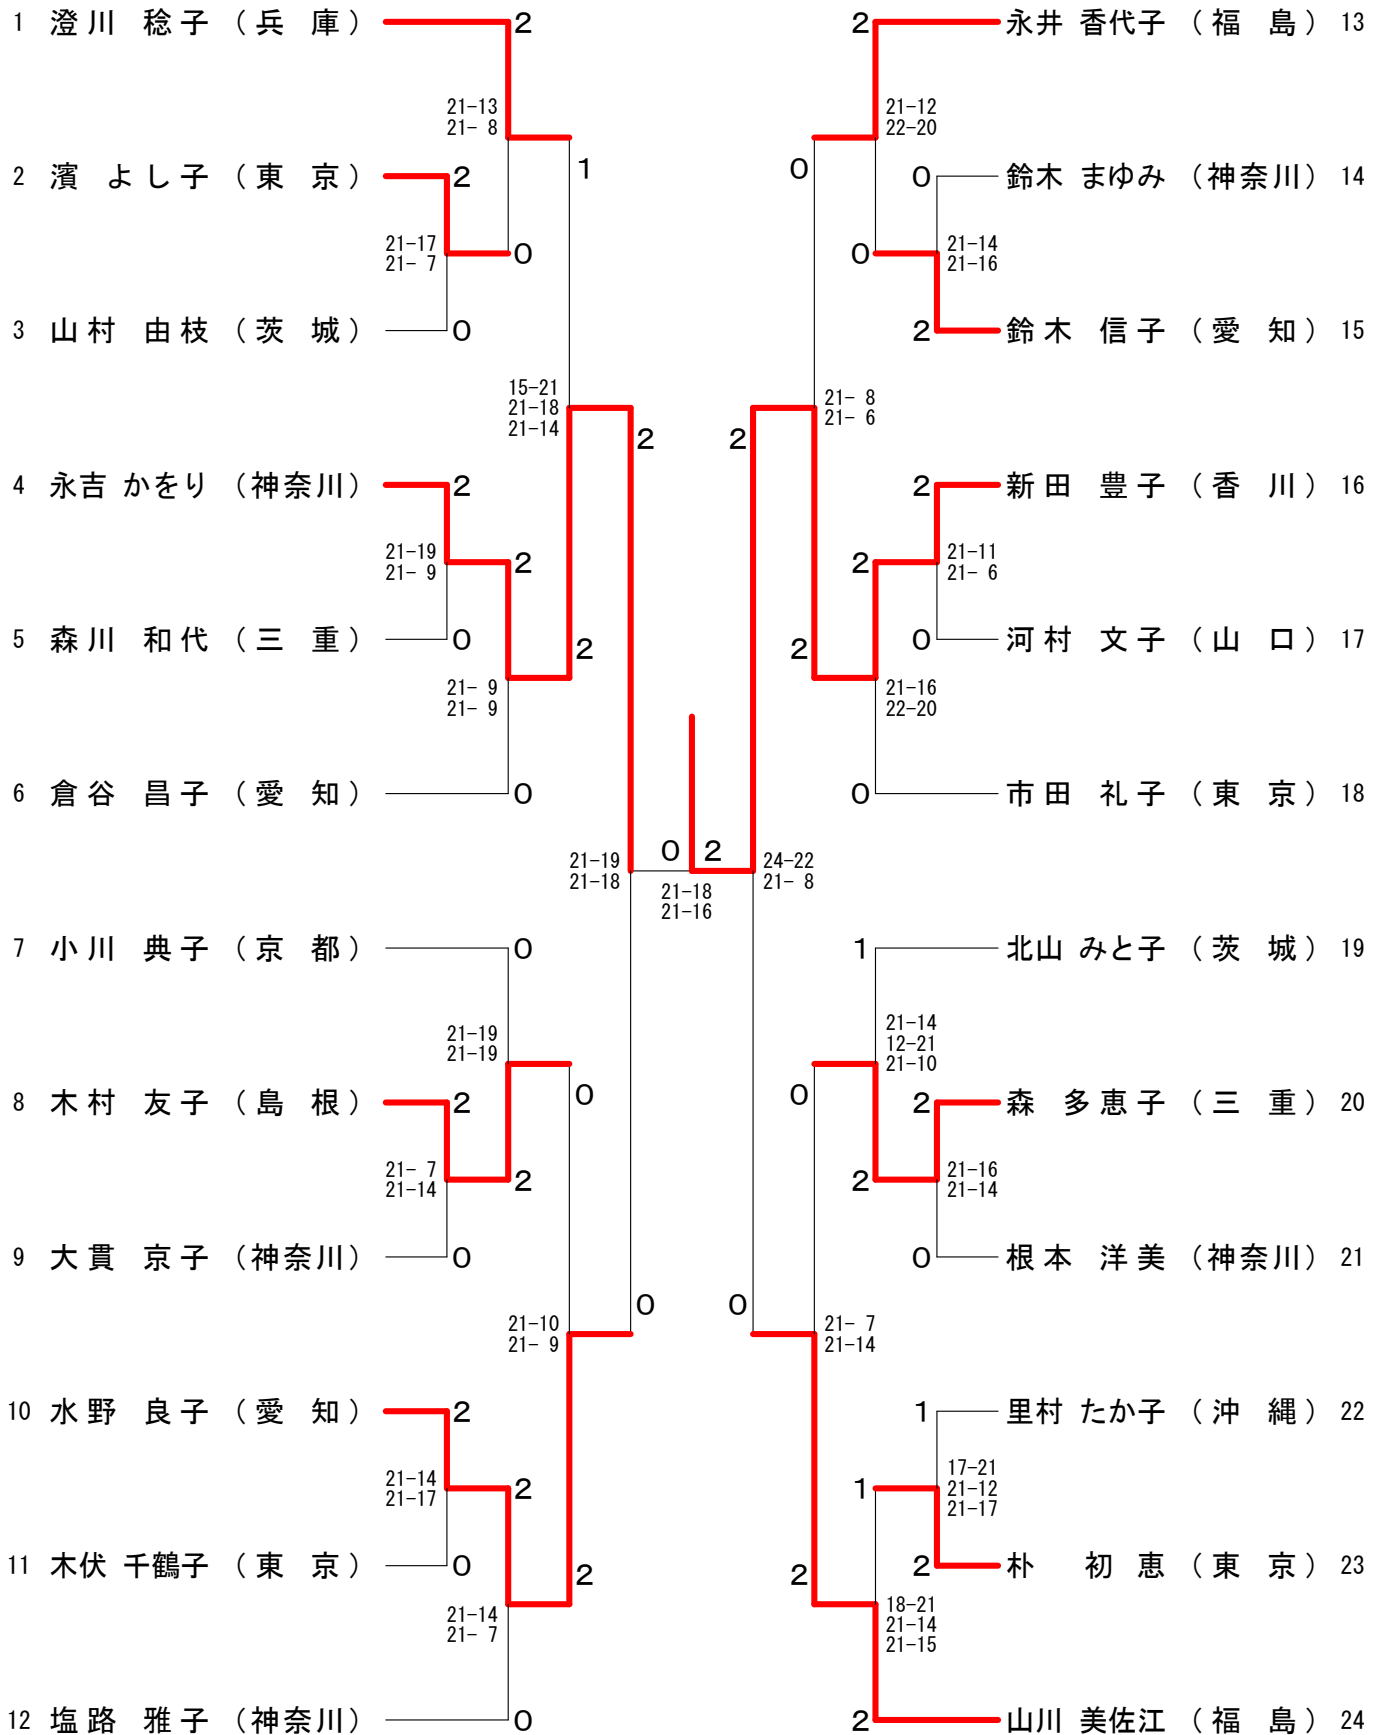 1 澄川 稔子 (兵 庫) 2
21-13
21- 8
2 濱 よし子 (東 京) 2
1
21-17
21- 7
0
3 山村 由枝 (茨 城) 0
15-21
21-18
21-14
2
4 永吉 かをり (神奈川) 2
21-19
21- 9
2
5 森川 和代 (三 重) 0
2
21- 9
21- 9
6 倉谷 昌子 (愛 知) 0
21-19
21-18
7 小川 典子 (京 都) 0
21-19
21-19
0
8 木村 友子 (島 根) 2
21- 7
21-14
2
9 大貫 京子 (神奈川) 0
0
21-10
21- 9
10 水野 良子 (愛 知) 2
21-14
21-17
2
11 木伏 千鶴子 (東 京) 0
2
21-14
21- 7
12 塩路 雅子 (神奈川) 0
0 2
21-18
21-16
2 永井 香代子 (福 島) 13
21-12
22-20
0
0 鈴木 まゆみ (神奈川) 14
0
21-14
21-16
2 鈴木 信子 (愛 知) 15
21- 8
21- 6
2
2 新田 豊子 (香 川) 16
2
21-11
21- 6
0 河村 文子 (山 口) 17
2
21-16
22-20
0 市田 礼子 (東 京) 18
24-22
21- 8
1 北山 みと子 (茨 城) 19
21-14
12-21
21-10
0
2 森 多恵子 (三 重) 20
2
21-16
21-14
0 根本 洋美 (神奈川) 21
0
21- 7
21-14
1 里村 たか子 (沖 縄) 22
1
17-21
21-12
21-17
2 朴 初恵 (東 京) 23
2
18-21
21-14
21-15
2 山川 美佐江 (福 島) 24